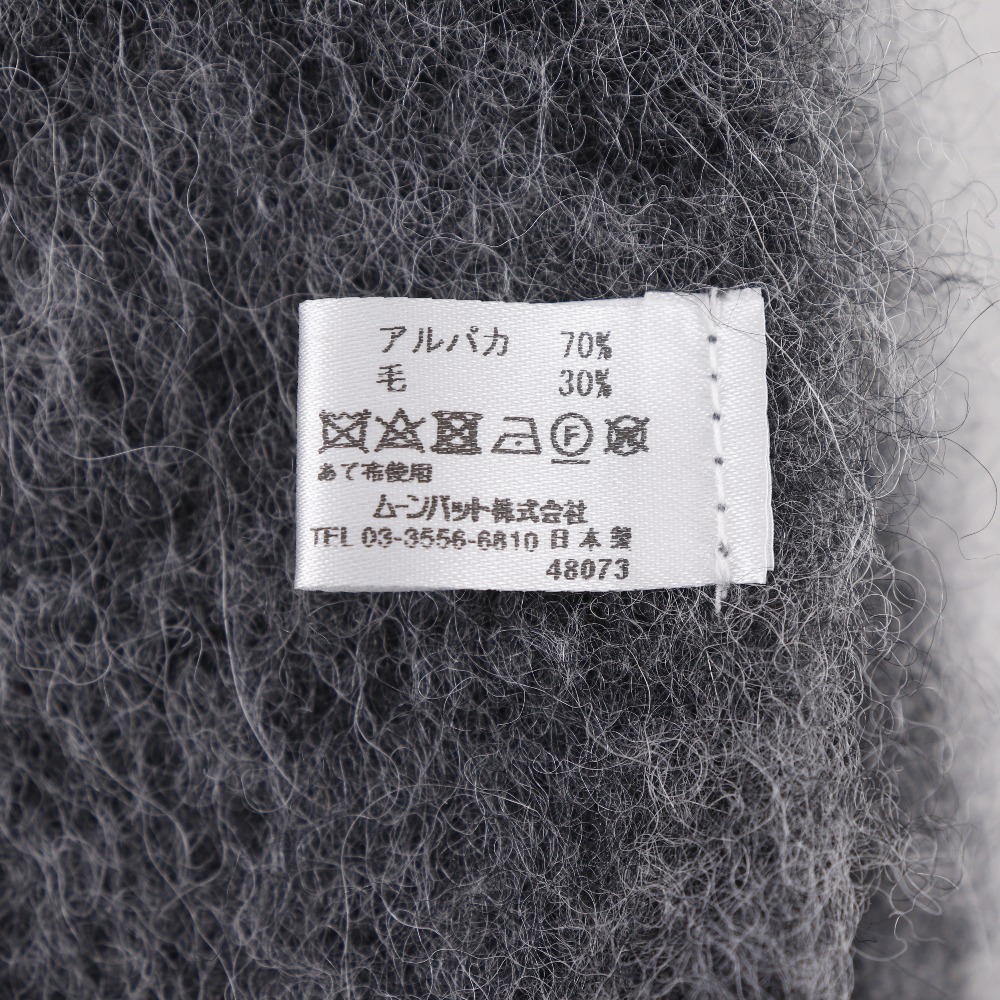 アルパカ 70%
毛 30%
F
あて布使用
ムーンバット株式会社
TEL 03-3556-6810 日本製
48073